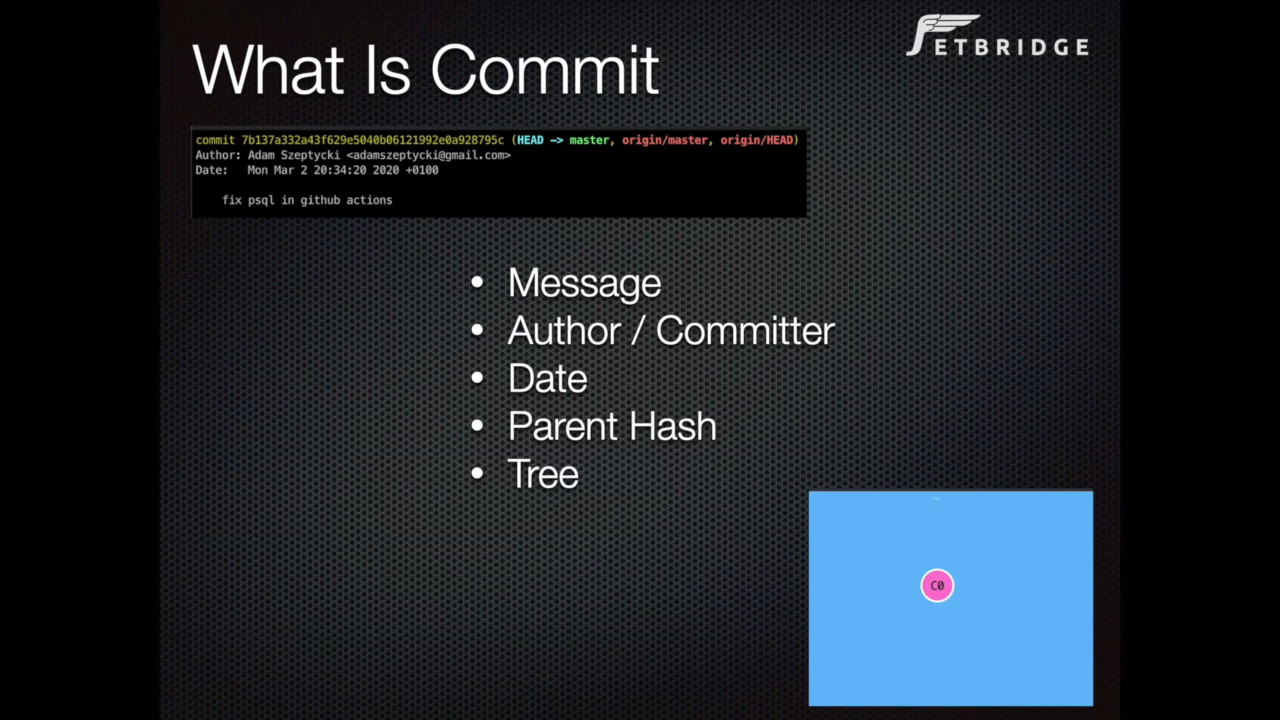 JETBRIDGE
What Is Commit
commit 7b137a332a43f629e5040b06121992e0a928795c (HEAD -> master, origin/master, origin/HEAD)
Author: Adam Szeptycki <adamszeptycki@gmail.com>
Date: Mon Mar 2 20:34:20 2020 +0100
fix psql in github actions
• Message
• Author / Committer
• Date
• Parent Hash
• Tree
C0